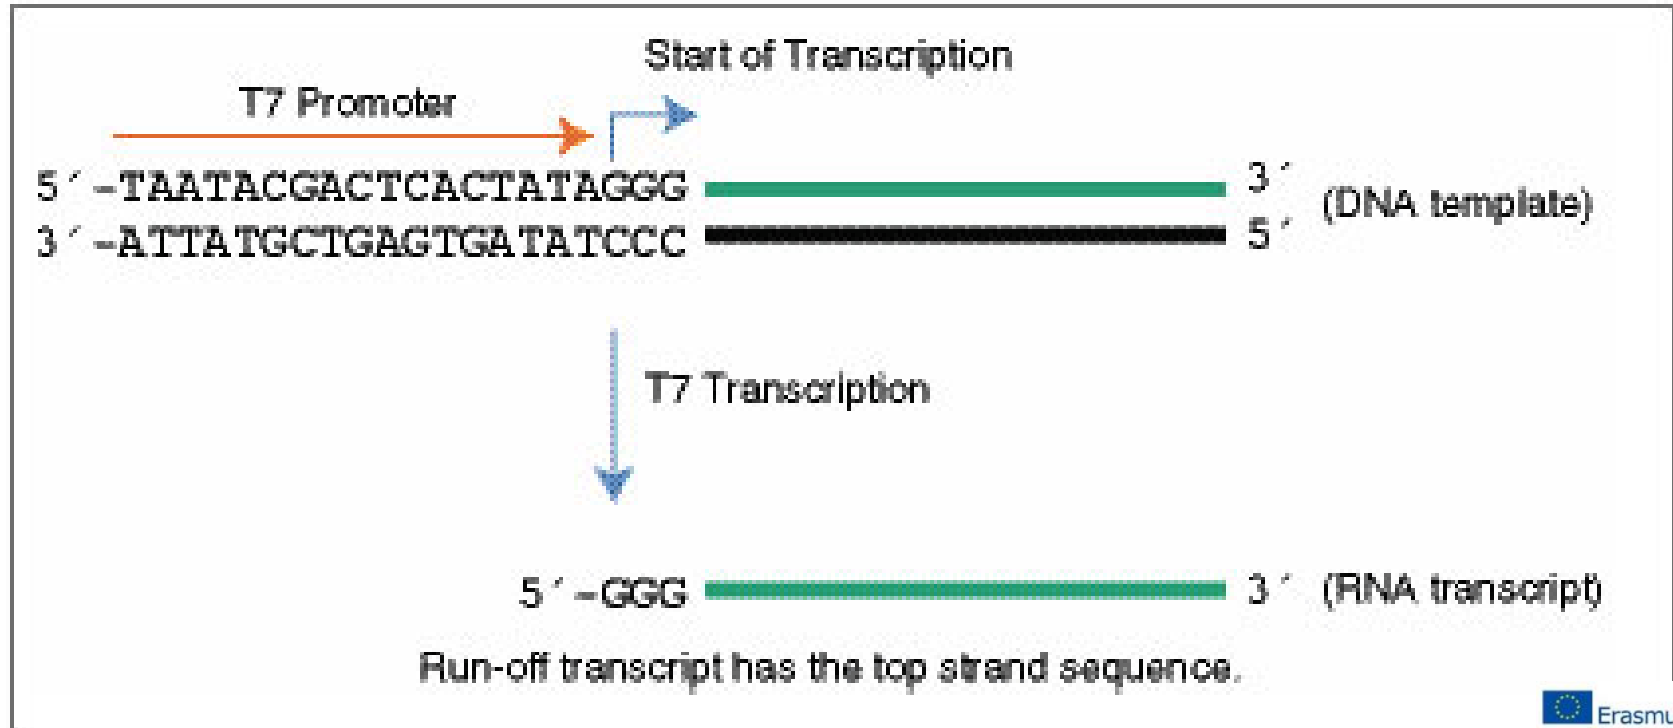 Start of Transcription
T7 Promoter
5´-TAATACGACTCACTATAGGG 3´
(DNA template)
3´-ATTATGCTGAGTGATATCCC 5´
T7 Transcription
5´-GGG 3´ (RNA transcript)
Run-off transcript has the top strand sequence.
Erasmu